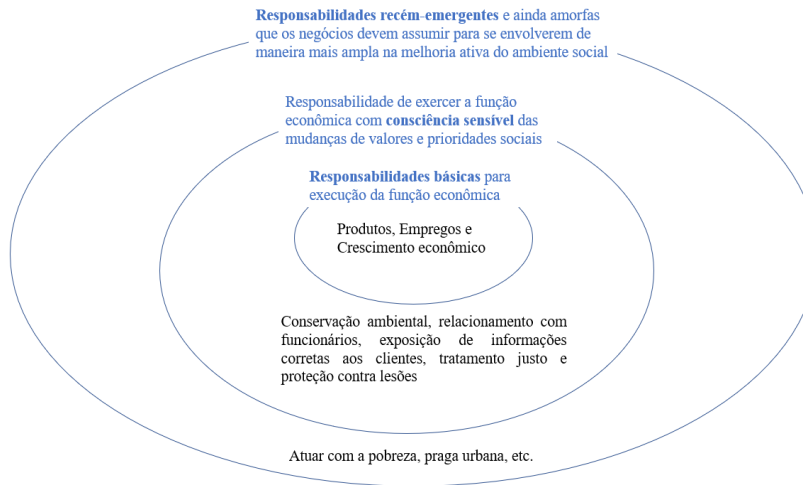 Responsabilidades recém-emergentes e ainda amorfas
que os negócios devem assumir para se envolverem de
maneira mais ampla na melhoria ativa do ambiente social
Responsabilidade de exercer a função
econômica com consciência sensível das
mudanças de valores e prioridades sociais
Responsabilidades básicas para
execução da função econômica
Produtos, Empregos e
Crescimento econômico
Conservação ambiental, relacionamento com
funcionários, exposição de informações
corretas aos clientes, tratamento justo e
proteção contra lesões
Atuar com a pobreza, praga urbana, etc.